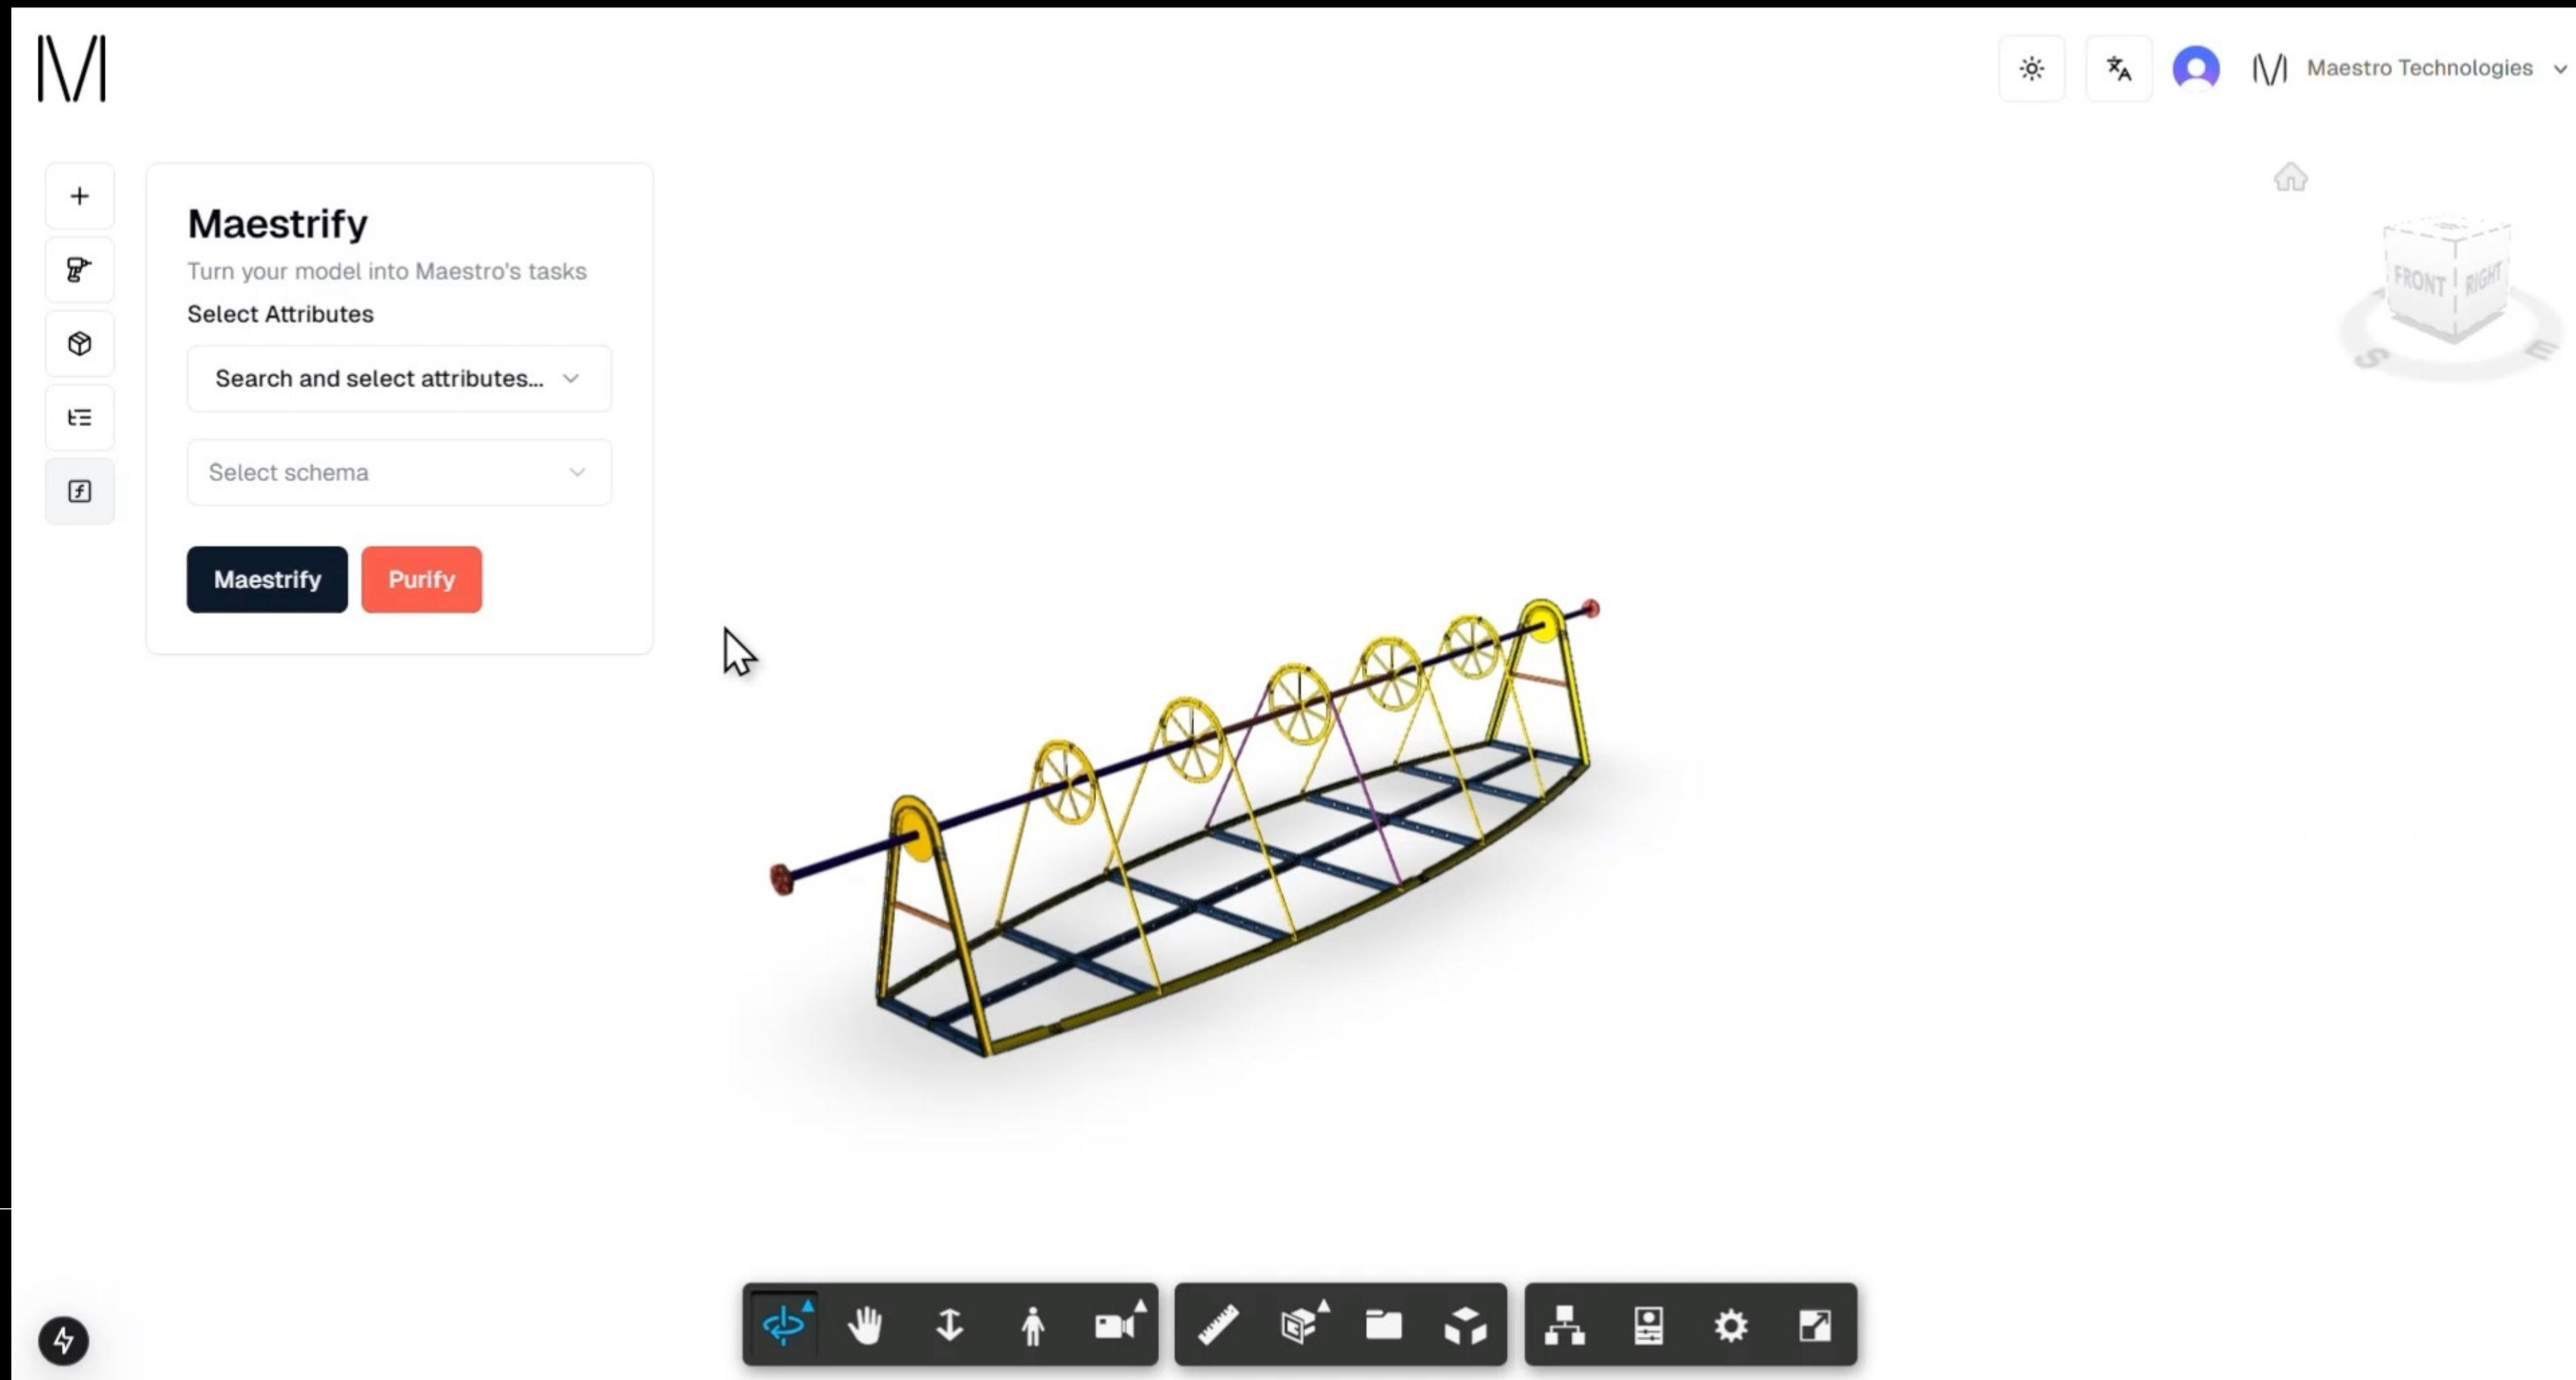 Maestro Technologies
Maestrify
Turn your model into Maestro's tasks
Select Attributes
Search and select attributes...
Select schema
Maestrify
Purify
FRONT
RIGHT
S
E